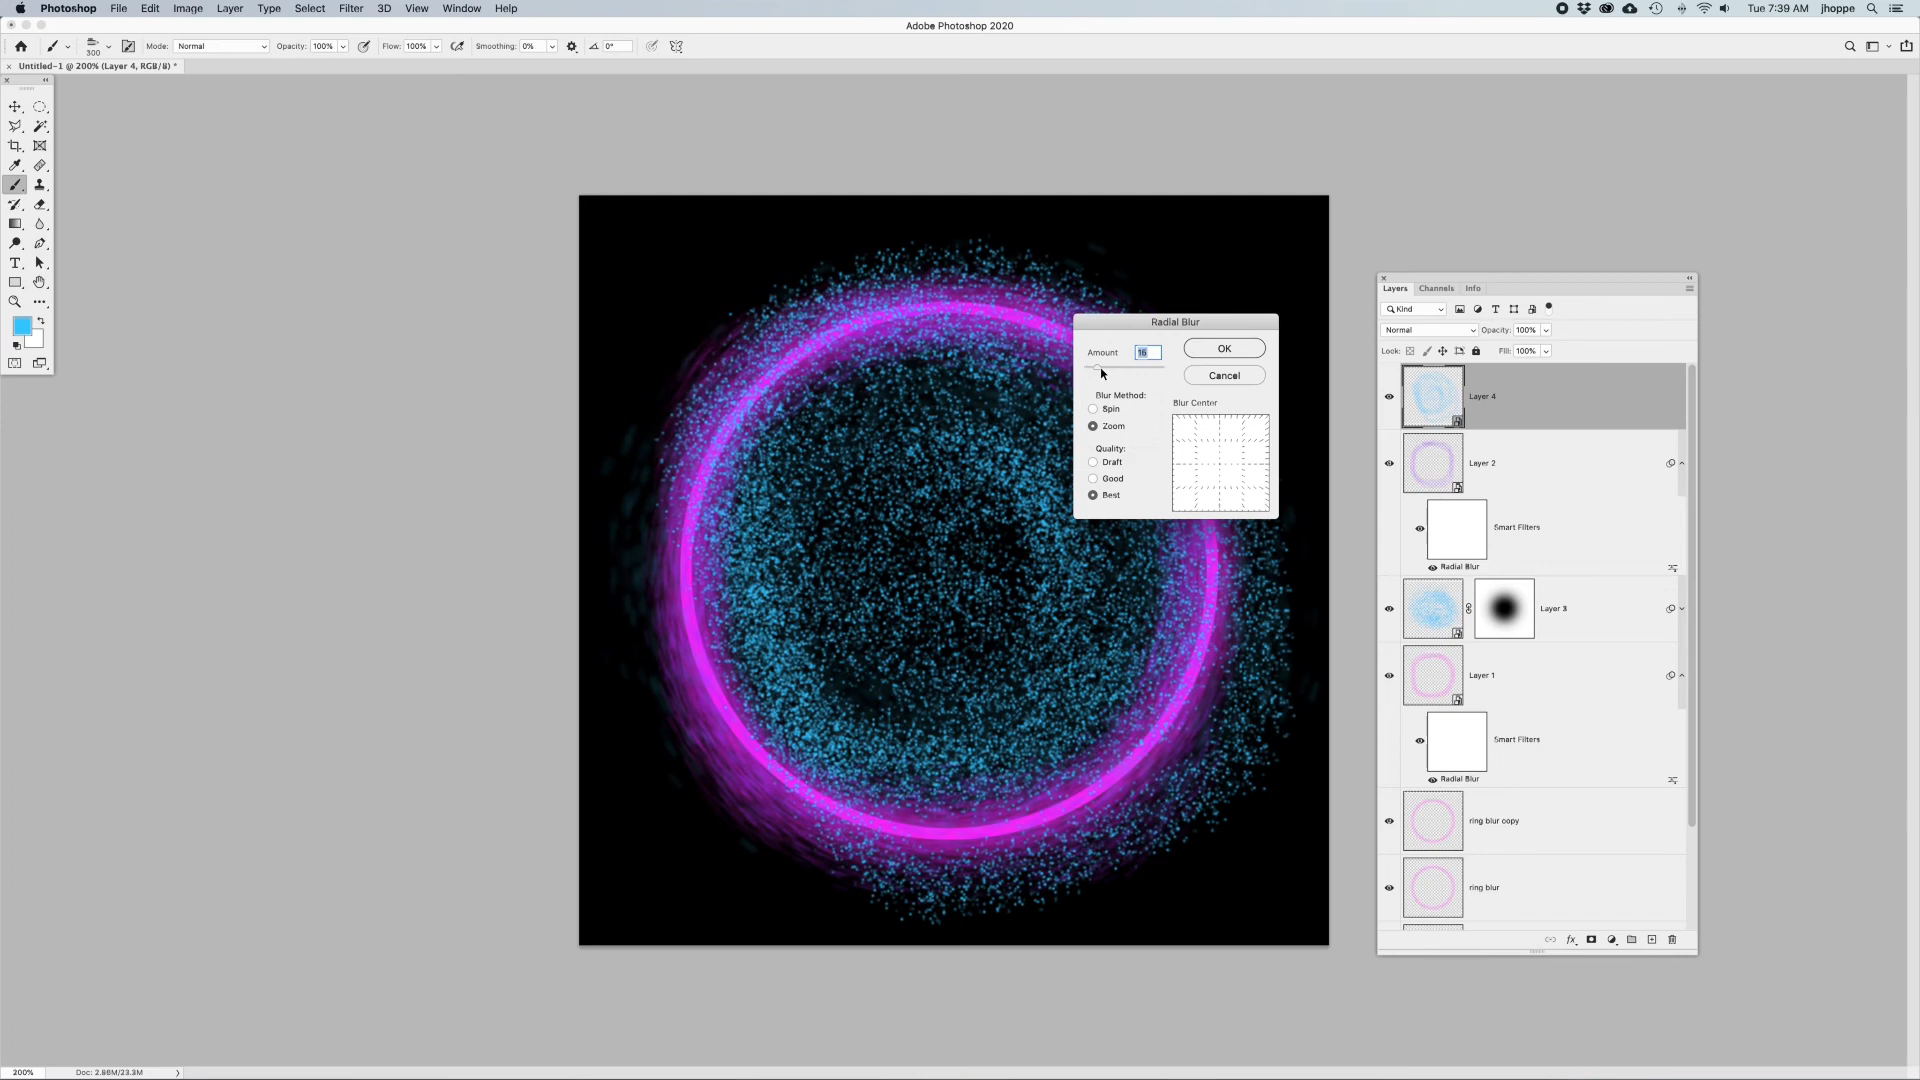 Photoshop File Edit Image Layer Type Select Filter 3D View Window Help Tue 7:39 AM jhoppe
Adobe Photoshop 2020
300 Mode: Normal Opacity: 100% Flow: 100% Smoothing: 0% 0°
Untitled-1 @ 200% (Layer 4, RGB/8) *
Radial Blur
Amount 16 OK
Cancel
Blur Method:
Spin
Zoom
Quality:
Draft
Good
Best
Blur Center
Layers Channels Info
Kind
Normal Opacity: 100%
Lock: Fill: 100%
Layer 4
Layer 2
Smart Filters
Radial Blur
Layer 3
Layer 1
Smart Filters
Radial Blur
ring blur copy
ring blur
fx
200% Doc: 2.86M/23.3M